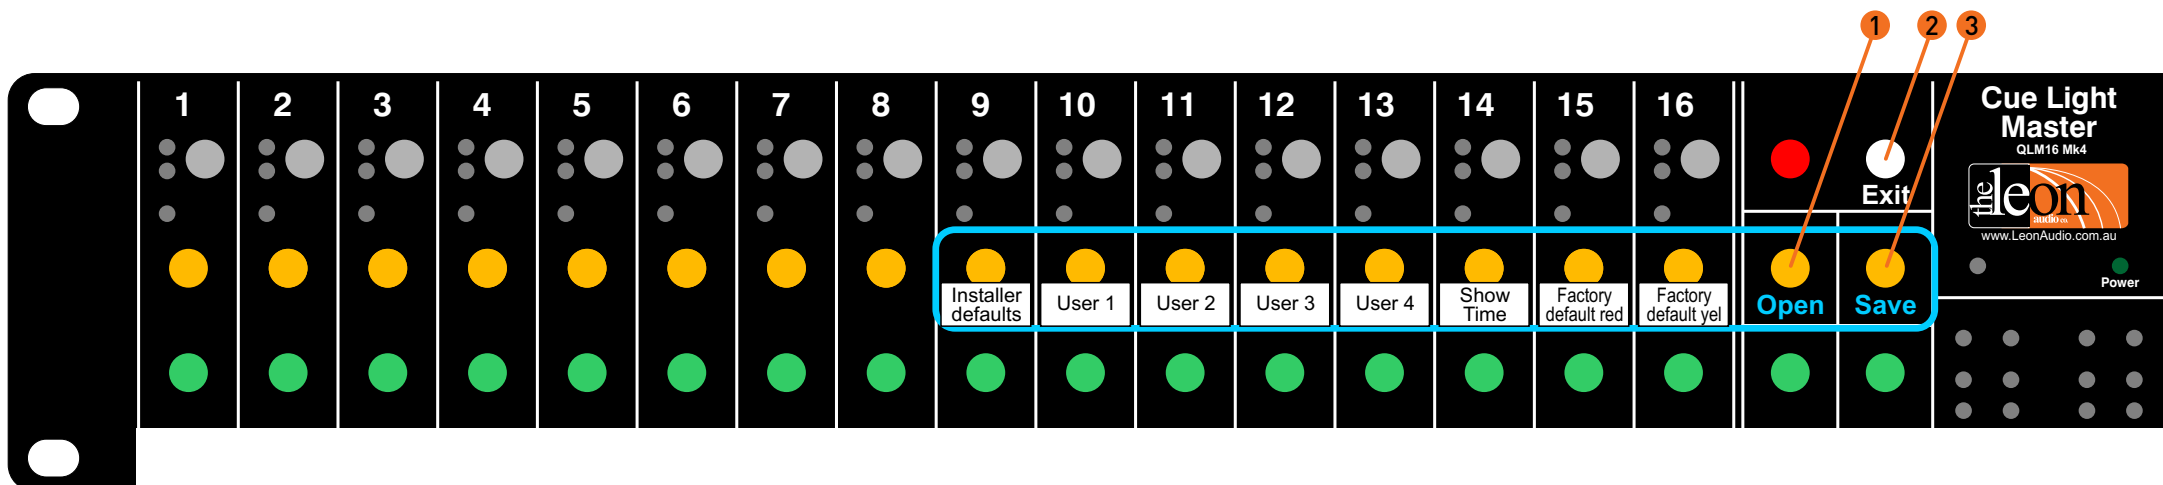 1 2 3
1 2 3 4 5 6 7 8 9 10 11 12 13 14 15 16
Cue Light
Master
QLM16 Mk4
Exit
the leon
audio co.
www.LeonAudio.com.au
Power
Installer
defaults
User 1
User 2
User 3
User 4
Show
Time
Factory
default red
Factory
default yel
Open
Save